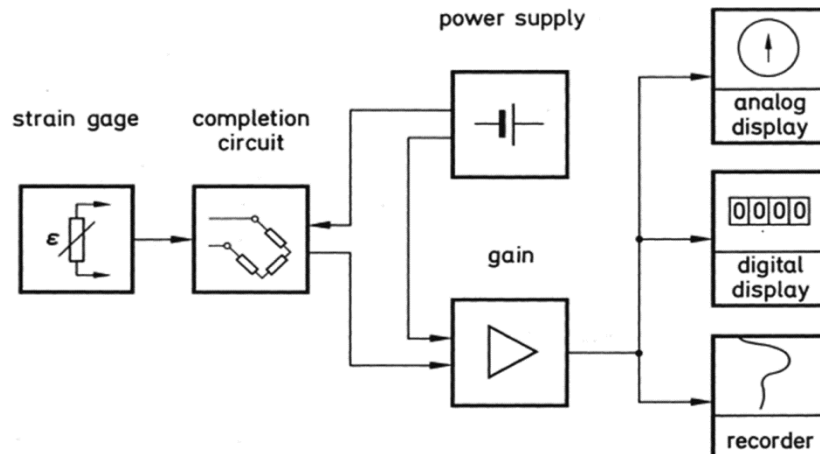 power supply
strain gage
completion
circuit
ε
gain
analog
display
0000
digital
display
recorder